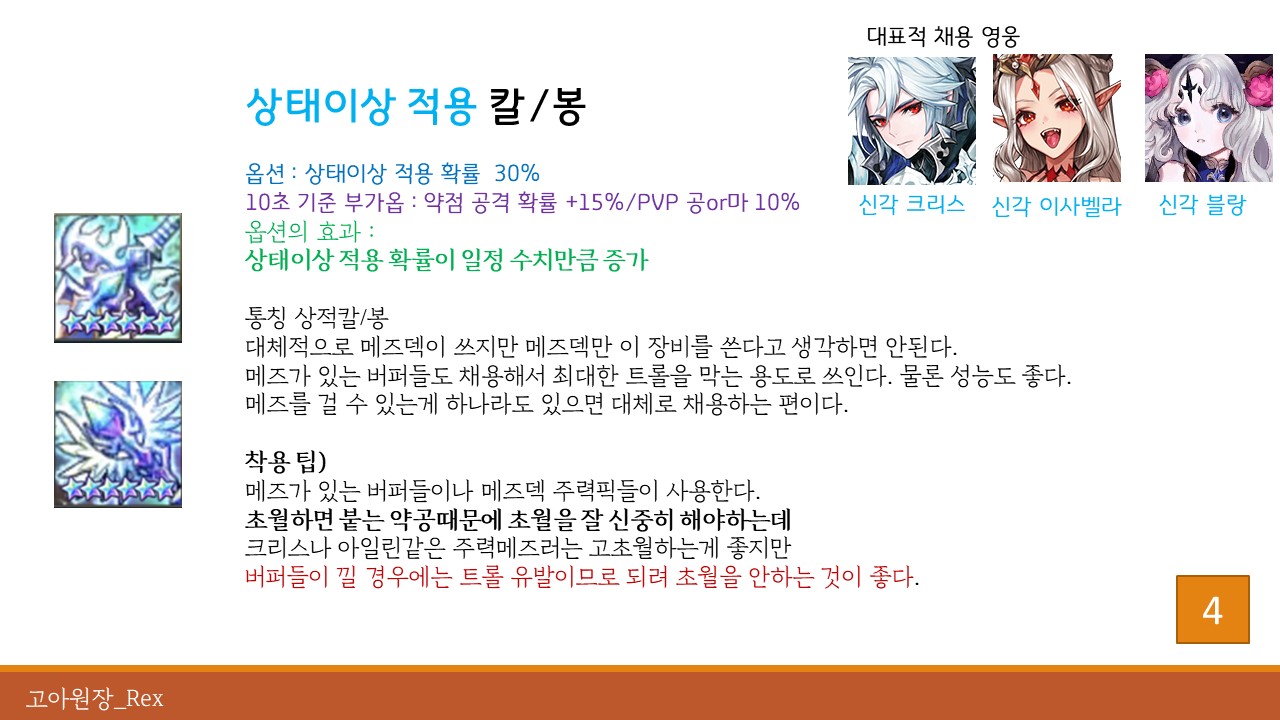 대표적 채용 영웅
신각 크리스
신각 이사벨라
신각 블랑
상태이상 적용 칼/봉
옵션 : 상태이상 적용 확률  30%
10초 기준 부가옵 : 약점 공격 확률 +15%/PVP 공or마 10%
옵션의 효과 :
상태이상 적용 확률이 일정 수치만큼 증가
통칭 상적칼/봉
대체적으로 메즈덱이 쓰지만 메즈덱만 이 장비를 쓴다고 생각하면 안된다.
메즈가 있는 버퍼들도 채용해서 최대한 트롤을 막는 용도로 쓰인다. 물론 성능도 좋다.
메즈를 걸 수 있는게 하나라도 있으면 대체로 채용하는 편이다.
착용 팁)
메즈가 있는 버퍼들이나 메즈덱 주력픽들이 사용한다.
초월하면 붙는 약공때문에 초월을 잘 신중히 해야하는데
크리스나 아일린같은 주력메즈러는 고초월하는게 좋지만
버퍼들이 낄 경우에는 트롤 유발이므로 되려 초월을 안하는 것이 좋다.
4
고아원장_Rex